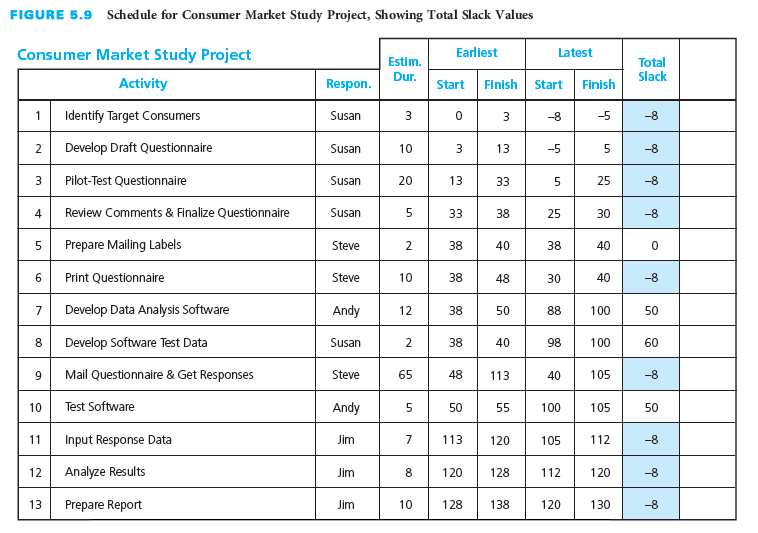 FIGURE 5.9 Schedule for Consumer Market Study Project, Showing Total Slack Values
Consumer Market Study Project Estim. Dur. Earliest Latest Total Slack
Activity Respon. Start Finish Start Finish
1 Identify Target Consumers Susan 3 0 3 –8 –5 –8
2 Develop Draft Questionnaire Susan 10 3 13 –5 5 –8
3 Pilot-Test Questionnaire Susan 20 13 33 5 25 –8
4 Review Comments & Finalize Questionnaire Susan 5 33 38 25 30 –8
5 Prepare Mailing Labels Steve 2 38 40 38 40 0
6 Print Questionnaire Steve 10 38 48 30 40 –8
7 Develop Data Analysis Software Andy 12 38 50 88 100 50
8 Develop Software Test Data Susan 2 38 40 98 100 60
9 Mail Questionnaire & Get Responses Steve 65 48 113 40 105 –8
10 Test Software Andy 5 50 55 100 105 50
11 Input Response Data Jim 7 113 120 105 112 –8
12 Analyze Results Jim 8 120 128 112 120 –8
13 Prepare Report Jim 10 128 138 120 130 –8